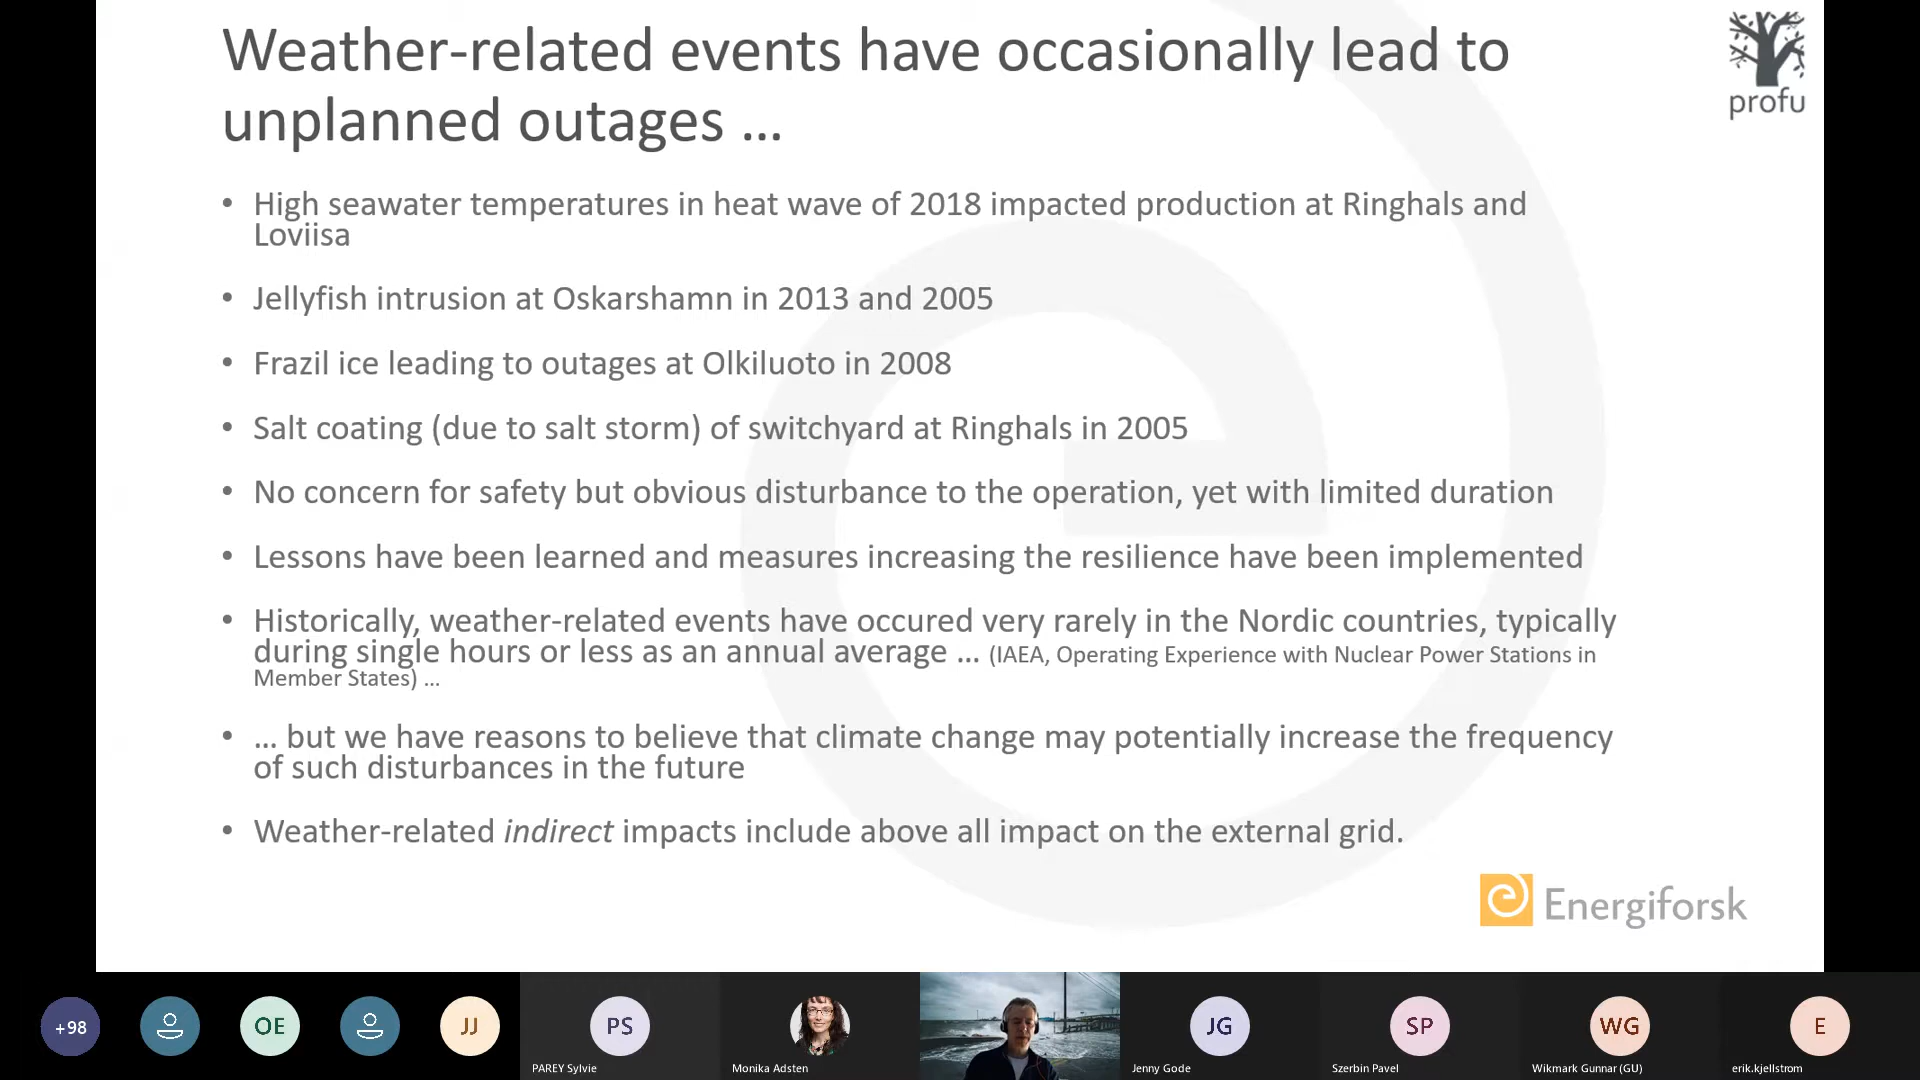 Weather-related events have occasionally lead to
unplanned outages ...
profu
• High seawater temperatures in heat wave of 2018 impacted production at Ringhals and
Loviisa
• Jellyfish intrusion at Oskarshamn in 2013 and 2005
• Frazil ice leading to outages at Olkiluoto in 2008
• Salt coating (due to salt storm) of switchyard at Ringhals in 2005
• No concern for safety but obvious disturbance to the operation, yet with limited duration
• Lessons have been learned and measures increasing the resilience have been implemented
• Historically, weather-related events have occured very rarely in the Nordic countries, typically
during single hours or less as an annual average ... (IAEA, Operating Experience with Nuclear Power Stations in
Member States) ...
• ... but we have reasons to believe that climate change may potentially increase the frequency
of such disturbances in the future
• Weather-related indirect impacts include above all impact on the external grid.
Energiforsk
+98
OE
JJ
PS
JG
SP
WG
E
PAREY Sylvie
Monika Adsten
Jenny Gode
Szerbin Pavel
Wikmark Gunnar (GU)
erik.kjellstrom